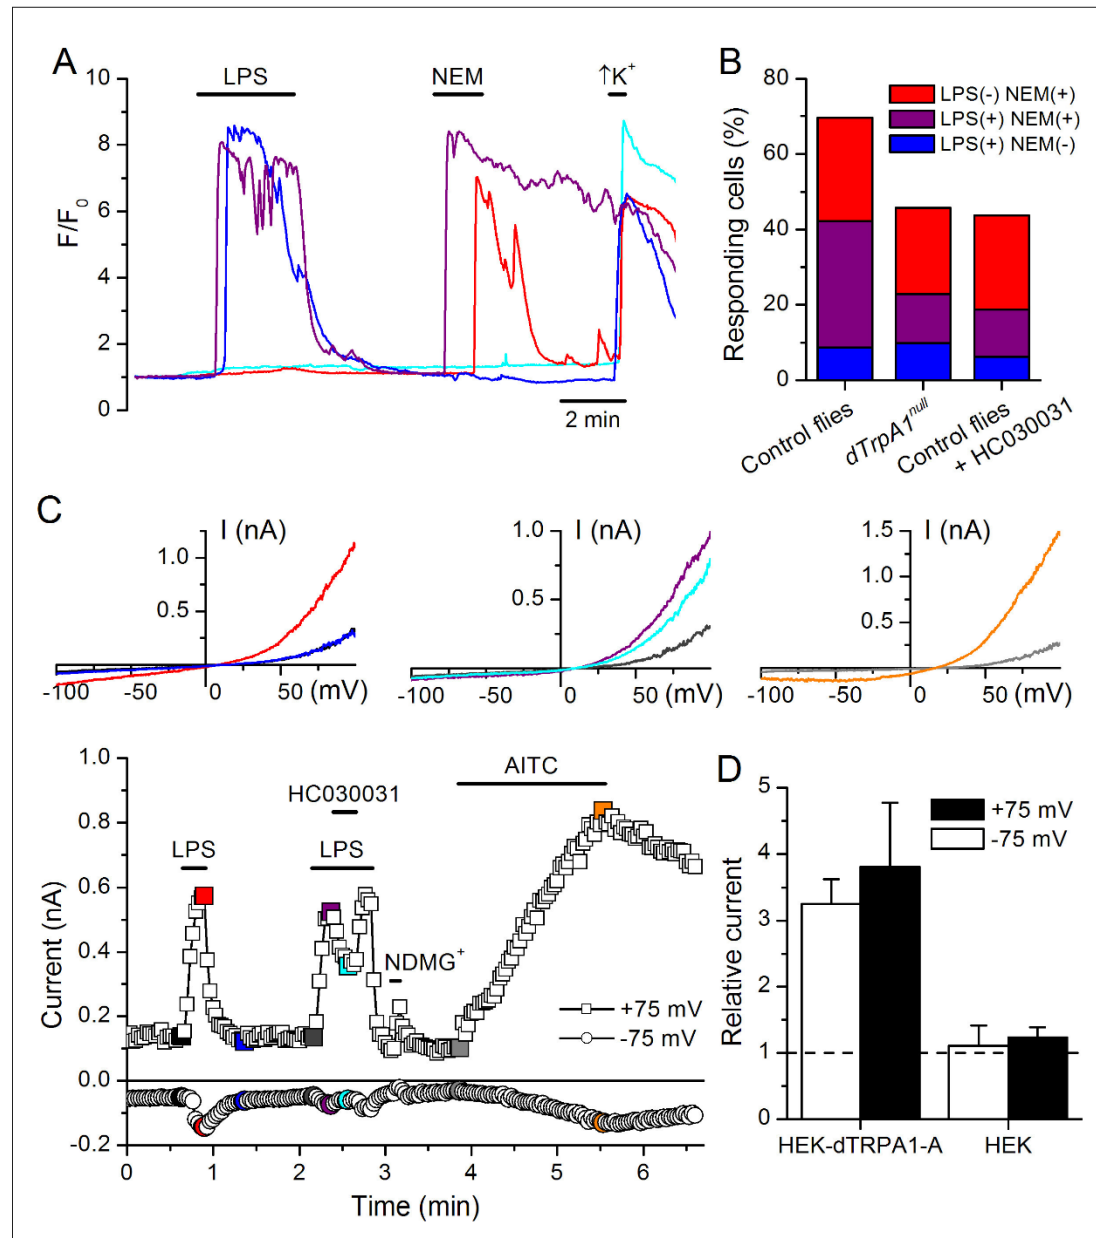 A
LPS
NEM
↑K⁺
10
8
6
4
2
0
F/F₀
2 min
B
LPS(-) NEM(+)
LPS(+) NEM(+)
LPS(+) NEM(-)
80
60
40
20
0
Responding cells (%)
Control flies
dTrpA1ⁿᵘˡˡ
Control flies
+ HC030031
C
I (nA)
1.0
0.5
-100
-50
0
50
(mV)
I (nA)
1.0
0.5
-100
-50
0
50
(mV)
I (nA)
1.5
1.0
0.5
-100
-50
0
50
(mV)
AITC
HC030031
LPS
LPS
NDMG⁺
+75 mV
-75 mV
1.0
0.8
0.6
0.4
0.2
0.0
-0.2
Current (nA)
0
1
2
3
4
5
6
Time (min)
D
+75 mV
-75 mV
5
4
3
2
1
0
Relative current
HEK-dTRPA1-A
HEK